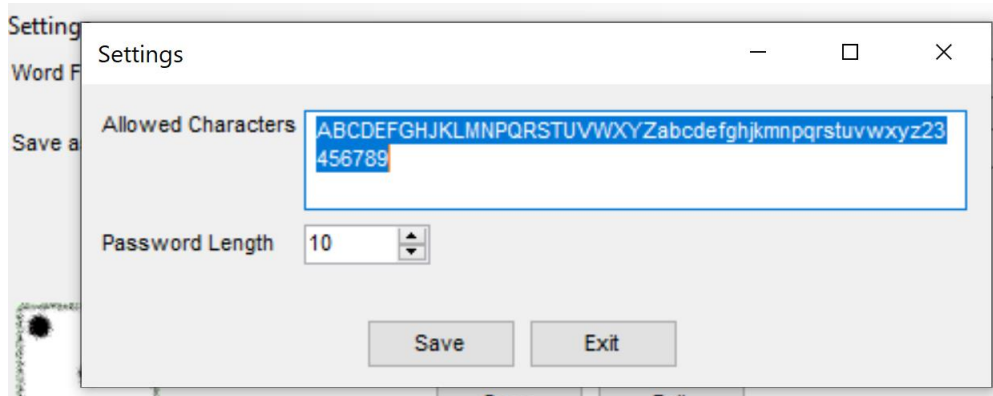 Setting
Settings
Word F
Allowed Characters
ABCDEFGHJKLMNPQRSTUVWXYZabcdefghjkmnpqrstuvwxyz23
456789
Save a
Password Length
10
Save
Exit